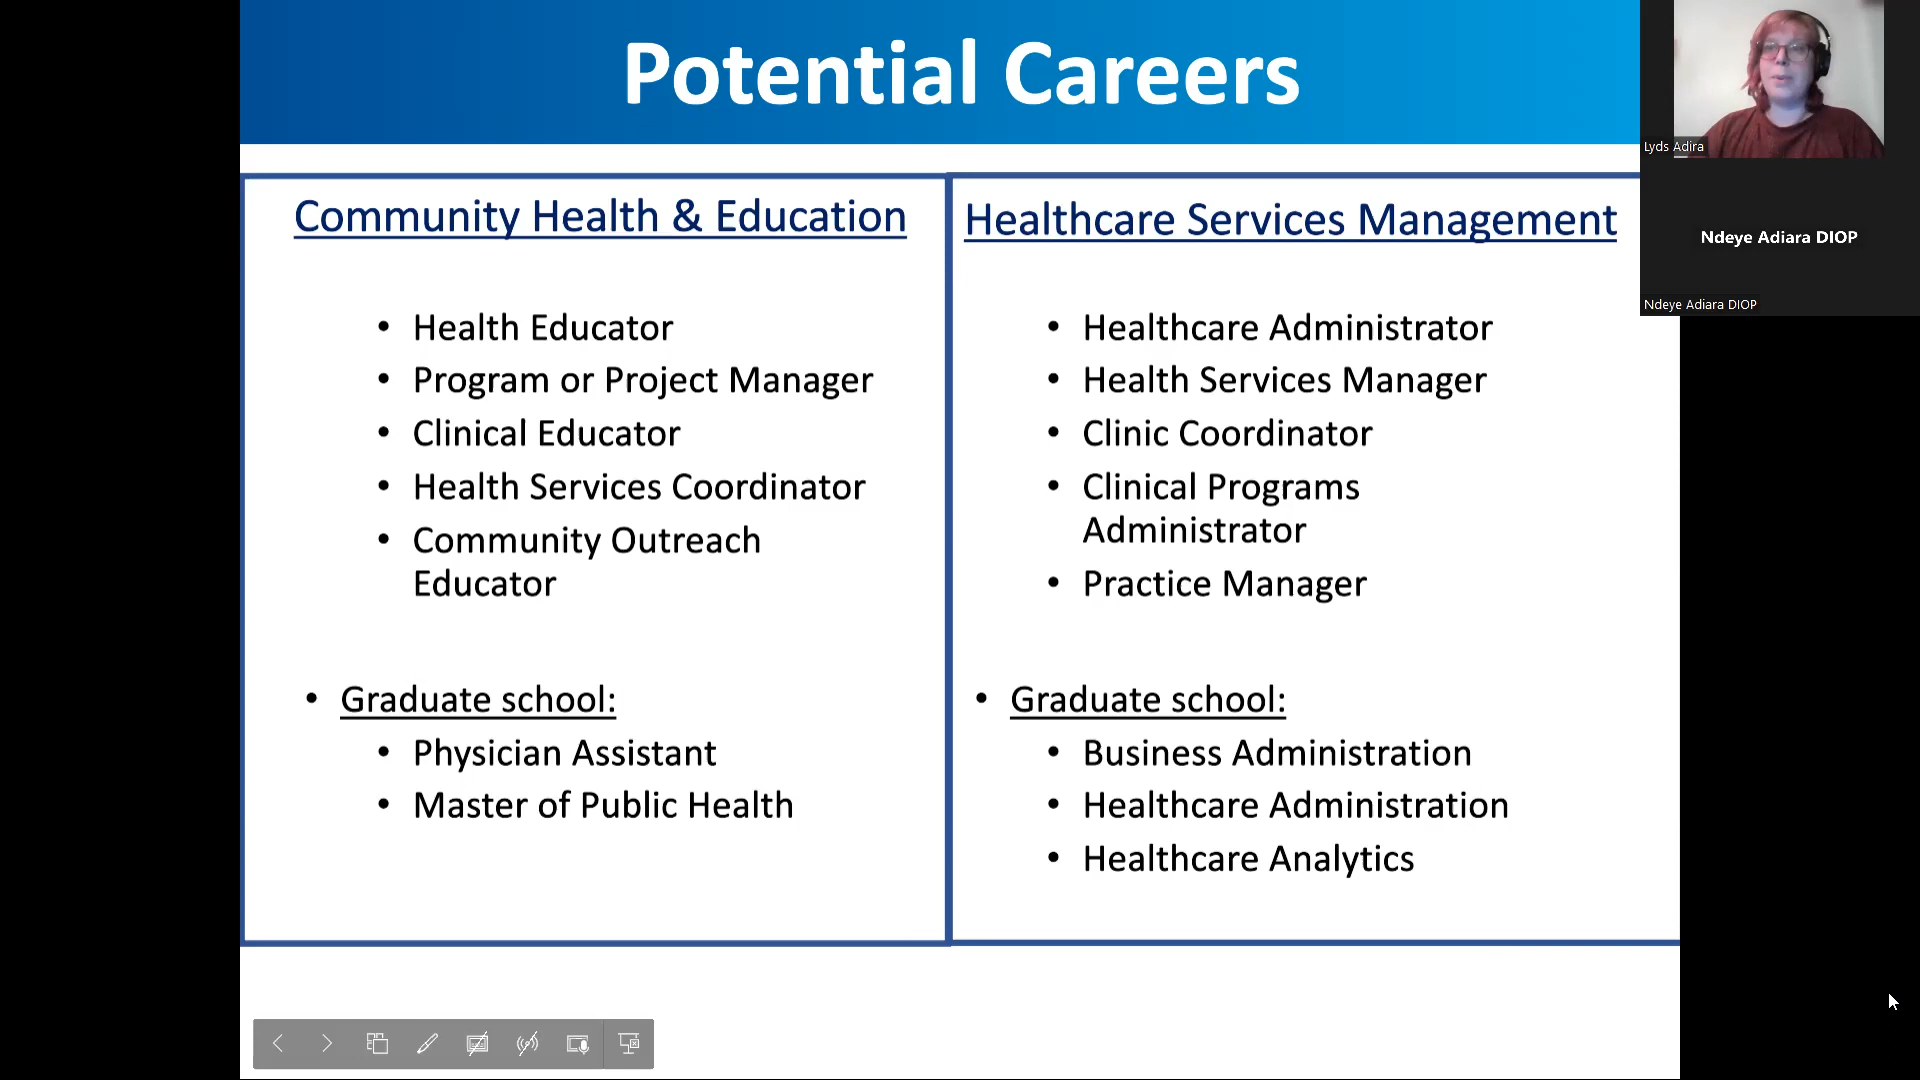 Potential Careers
Lyds Adira
Ndeye Adiara DIOP
Ndeye Adiara DIOP
Community Health & Education
• Health Educator
• Program or Project Manager
• Clinical Educator
• Health Services Coordinator
• Community Outreach
Educator
• Graduate school:
• Physician Assistant
• Master of Public Health
Healthcare Services Management
• Healthcare Administrator
• Health Services Manager
• Clinic Coordinator
• Clinical Programs
Administrator
• Practice Manager
• Graduate school:
• Business Administration
• Healthcare Administration
• Healthcare Analytics